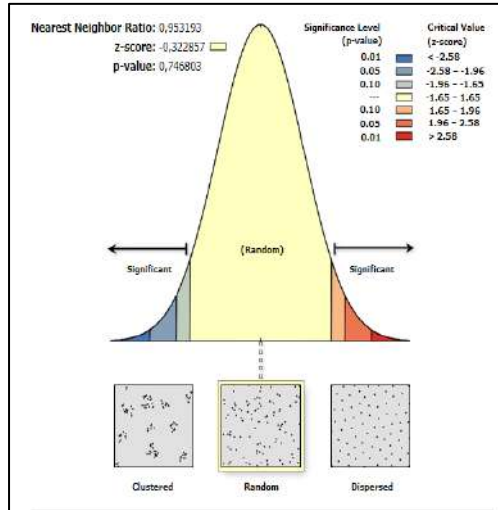 Nearest Neighbor Ratio: 0,953193
z-score: -0,322857
p-value: 0,746803
Significance Level (p-value) Critical Value (z-score)
0.01 < -2.58
0.05 -2.58 – -1.96
0.10 -1.96 – -1.65
--- -1.65 - 1.65
0.10 1.65 - 1.96
0.05 1.96 - 2.58
0.01 > 2.58
(Random)
Significant Significant
Clustered Random Dispersed